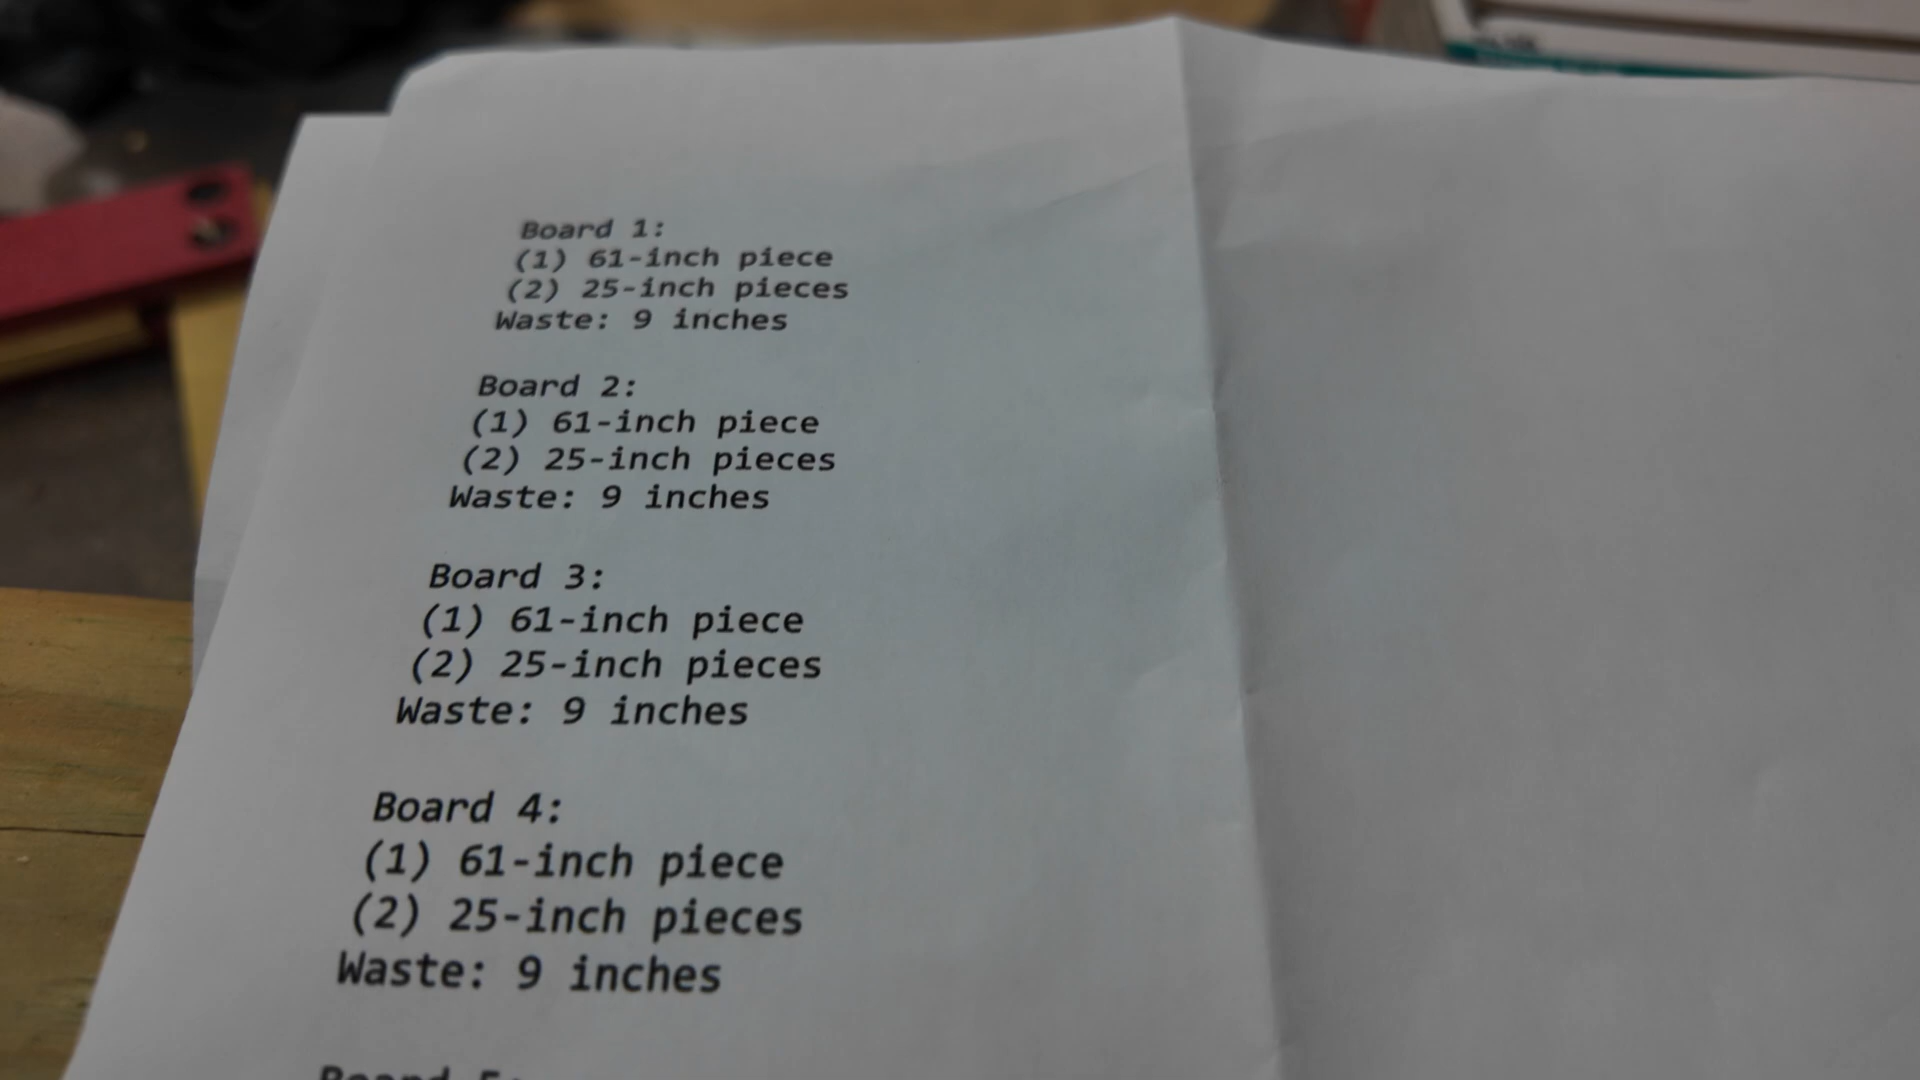 Board 1:
(1) 61-inch piece
(2) 25-inch pieces
Waste: 9 inches
Board 2:
(1) 61-inch piece
(2) 25-inch pieces
Waste: 9 inches
Board 3:
(1) 61-inch piece
(2) 25-inch pieces
Waste: 9 inches
Board 4:
(1) 61-inch piece
(2) 25-inch pieces
Waste: 9 inches
Board 5: